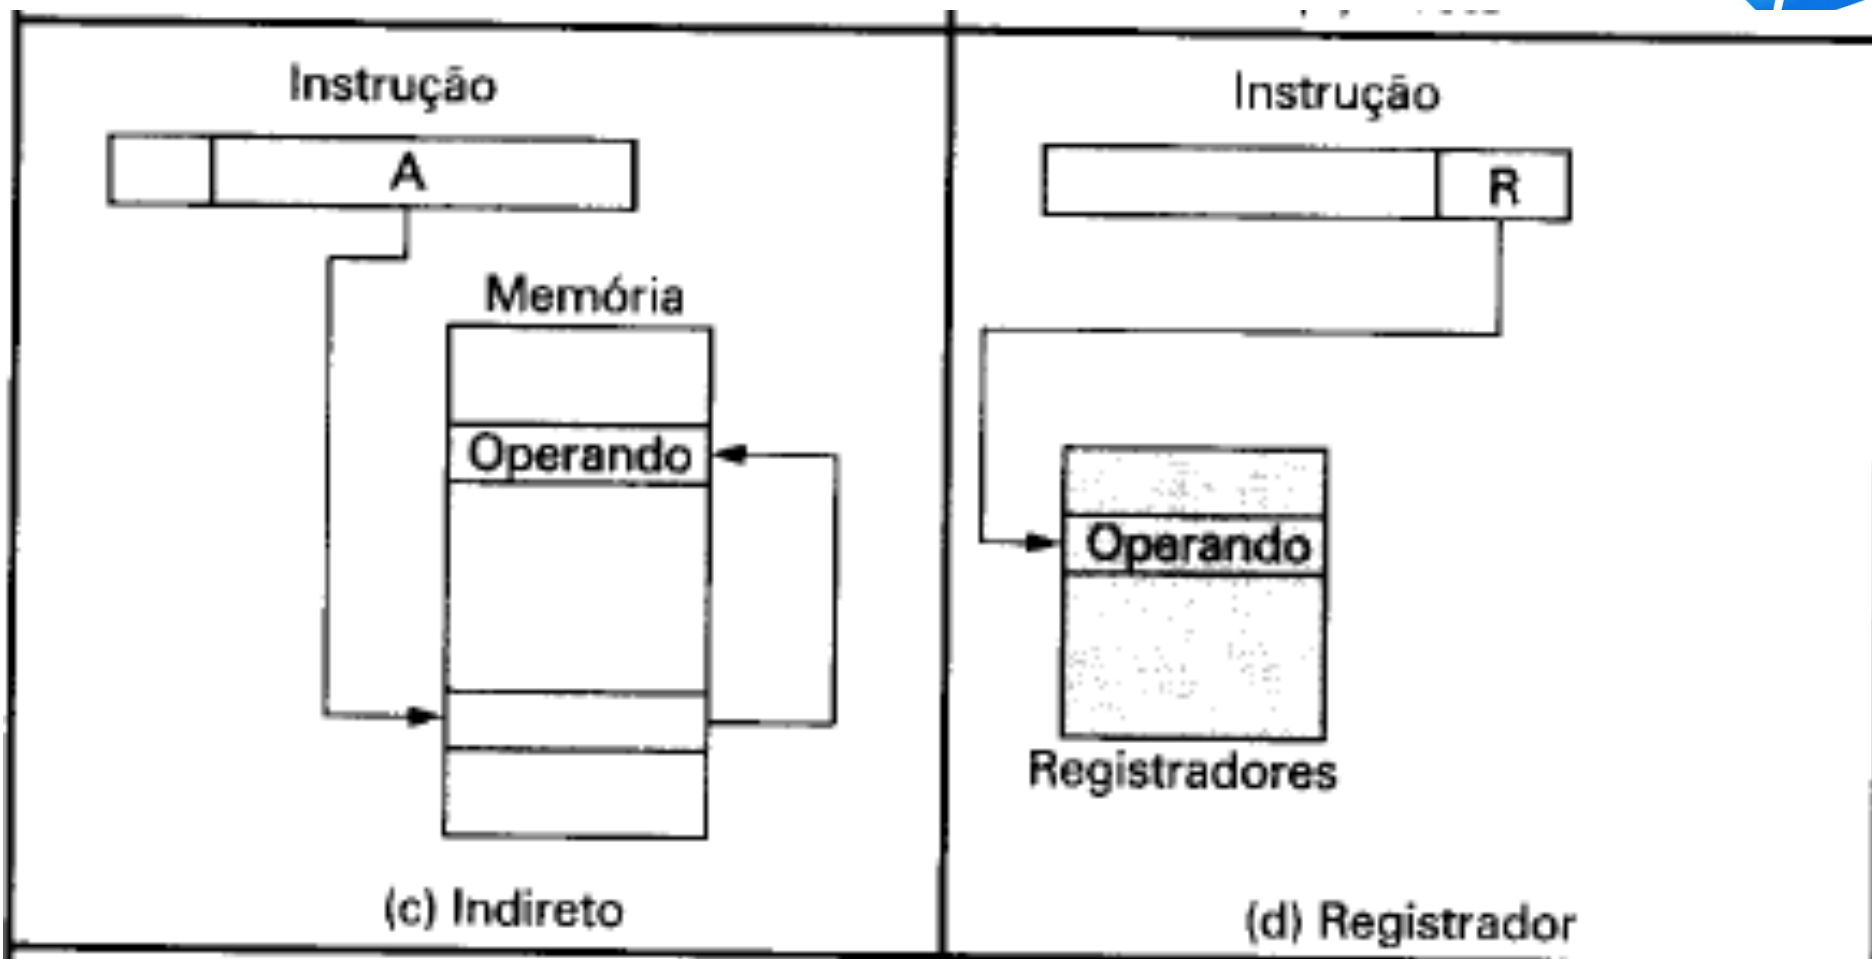 Instrução
A
Memória
Operando
(c) Indireto
Instrução
R
Operando
Registradores
(d) Registrador